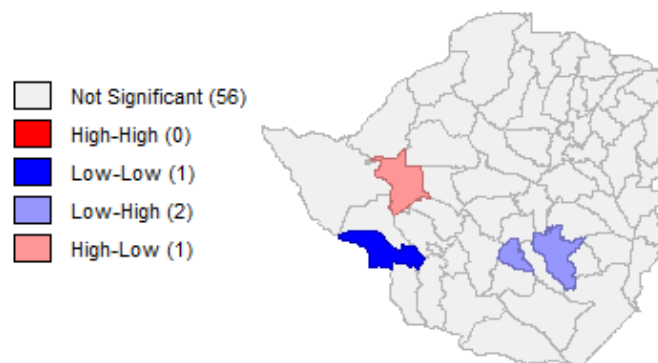 Not Significant (56)
High-High (0)
Low-Low (1)
Low-High (2)
High-Low (1)